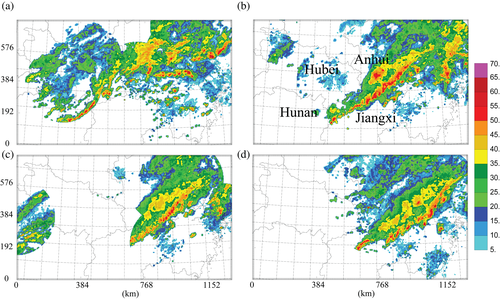 (a)
(b)
576
384
192
0
Hubei
Anhui
Hunan
Jiangxi
70.
65.
60.
55.
50.
45.
40.
35.
30.
25.
20.
15.
10.
5.
(c)
(d)
576
384
192
0
0 384 768 1152
(km)
0 384 768 1152
(km)